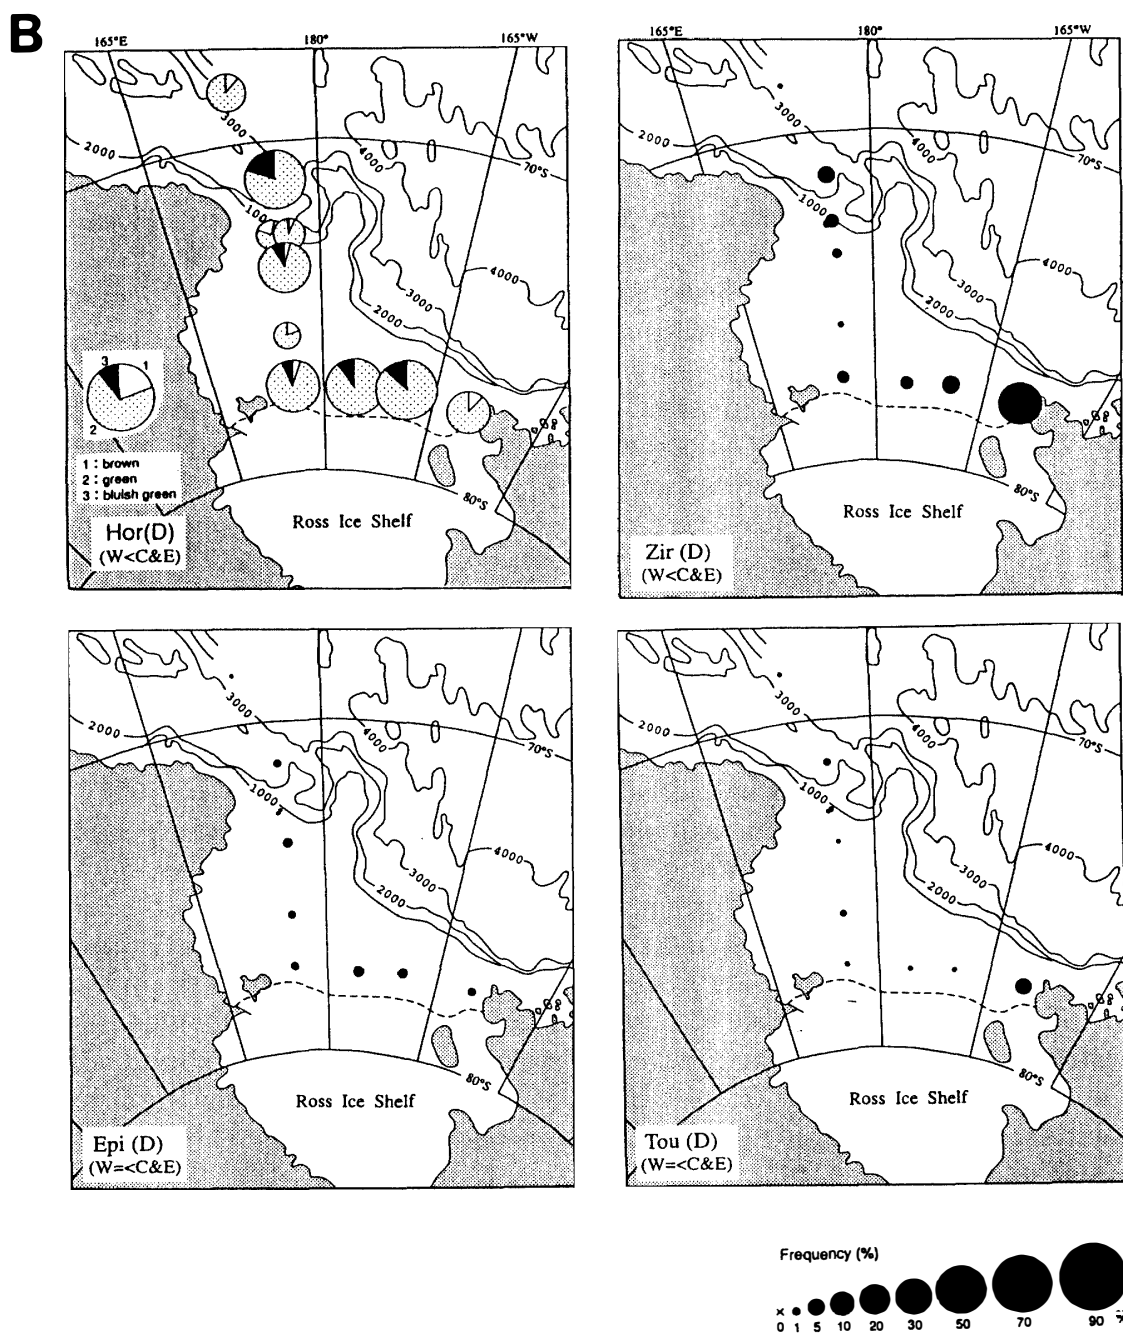 B
165°E 180° 165°W
165°E 180° 165°W
3000
2000
4000
70°S
100
4000
3000
2000
3 1
2
1 : brown
2 : green
3 : bluish green
80°S
Ross Ice Shelf
Hor(D)
(W<C&E)
3000
2000
4000
70°S
1000
4000
3000
2000
80°S
Ross Ice Shelf
Zir (D)
(W<C&E)
3000
2000
4000
70°S
1000
4000
3000
2000
80°S
Ross Ice Shelf
Epi (D)
(W=<C&E)
3000
2000
4000
70°S
1000
4000
3000
2000
80°S
Ross Ice Shelf
Tou (D)
(W=<C&E)
Frequency (%)
x
0 1 5 10 20 30 50 70 90